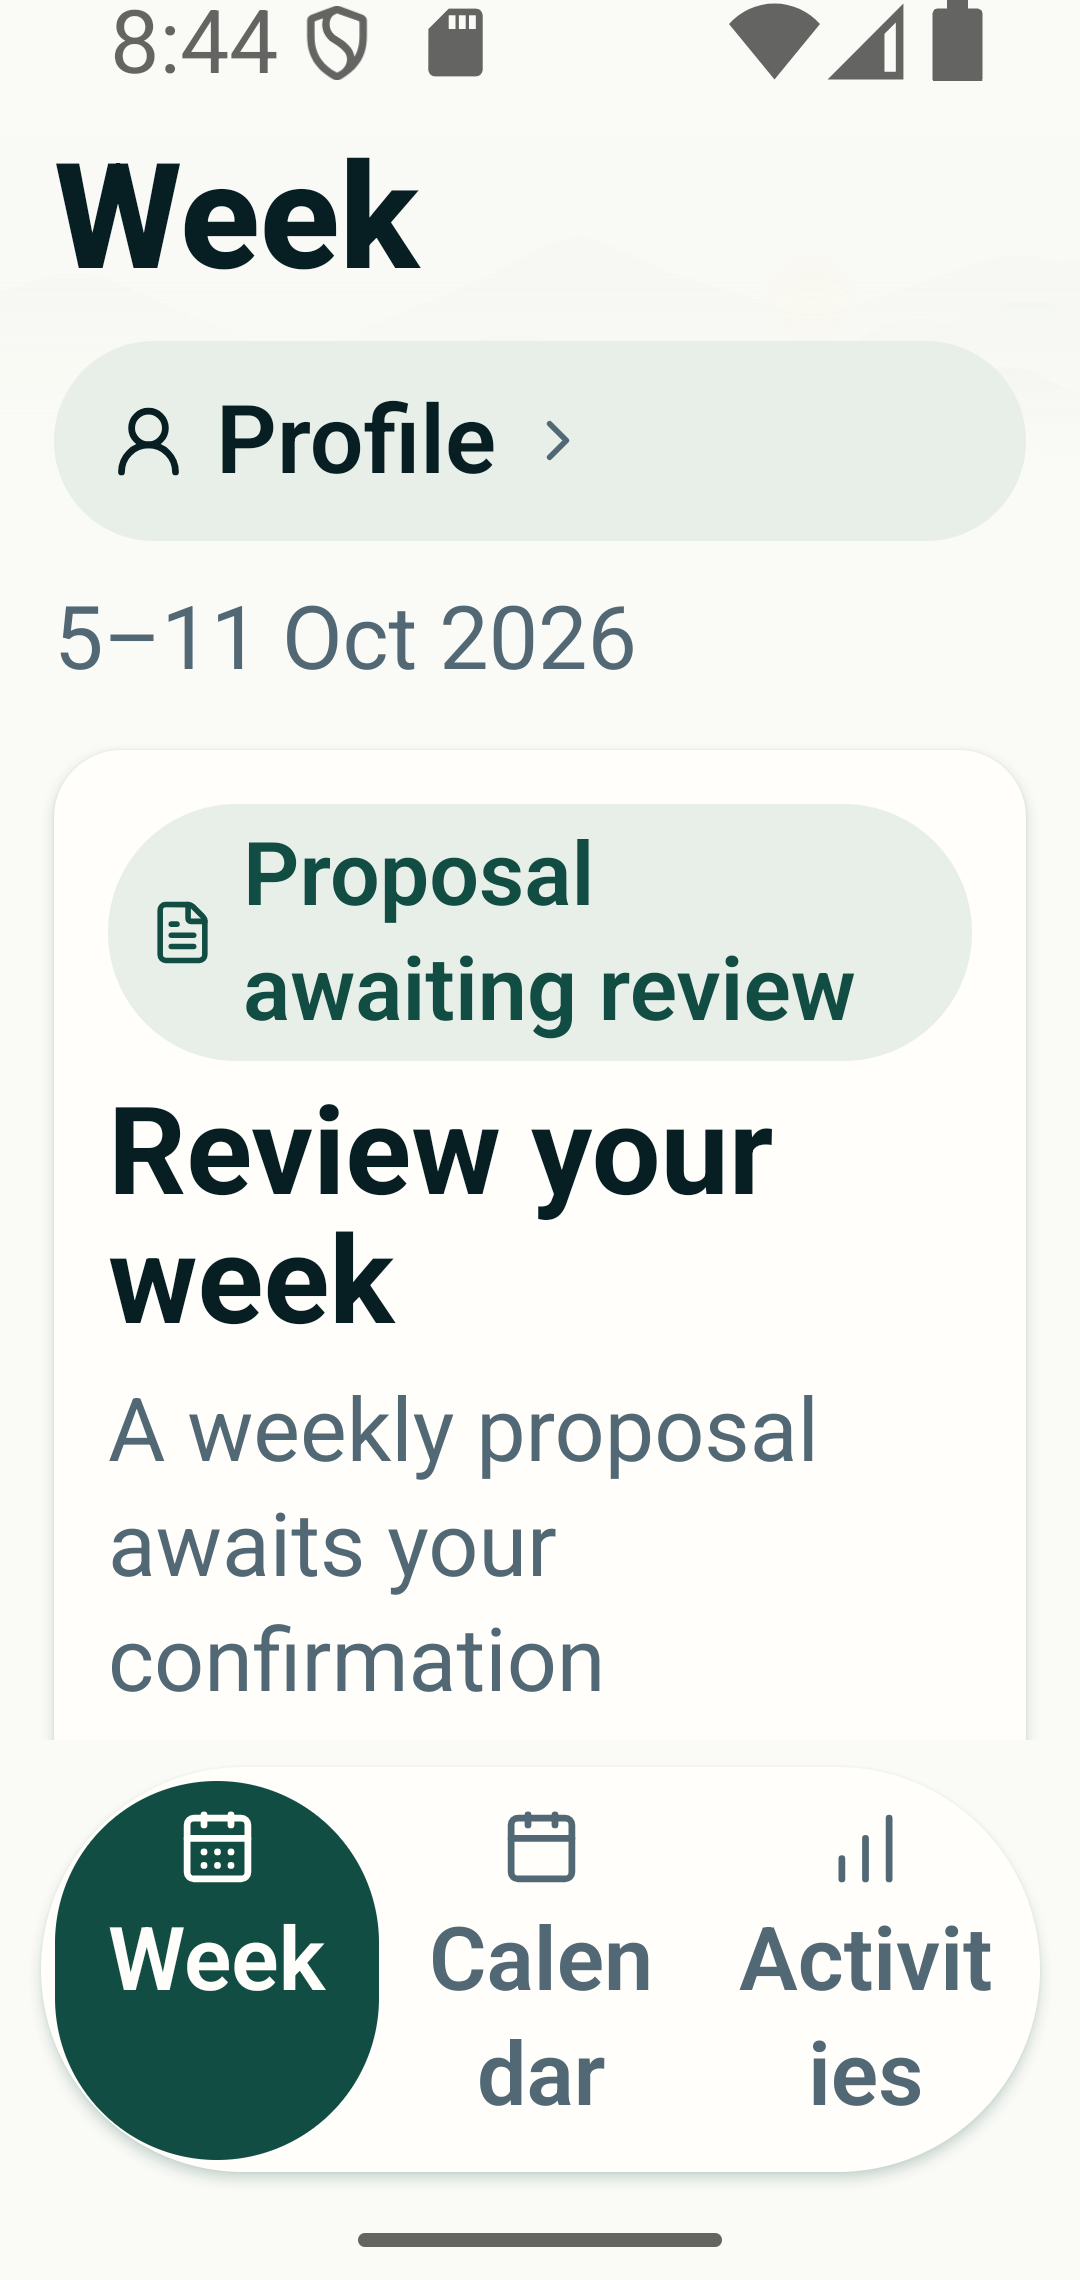 8:44
Week
Profile
5–11 Oct 2026
Proposal
awaiting review
Review your
week
A weekly proposal
awaits your
confirmation
Week
Calen
dar
Activit
ies